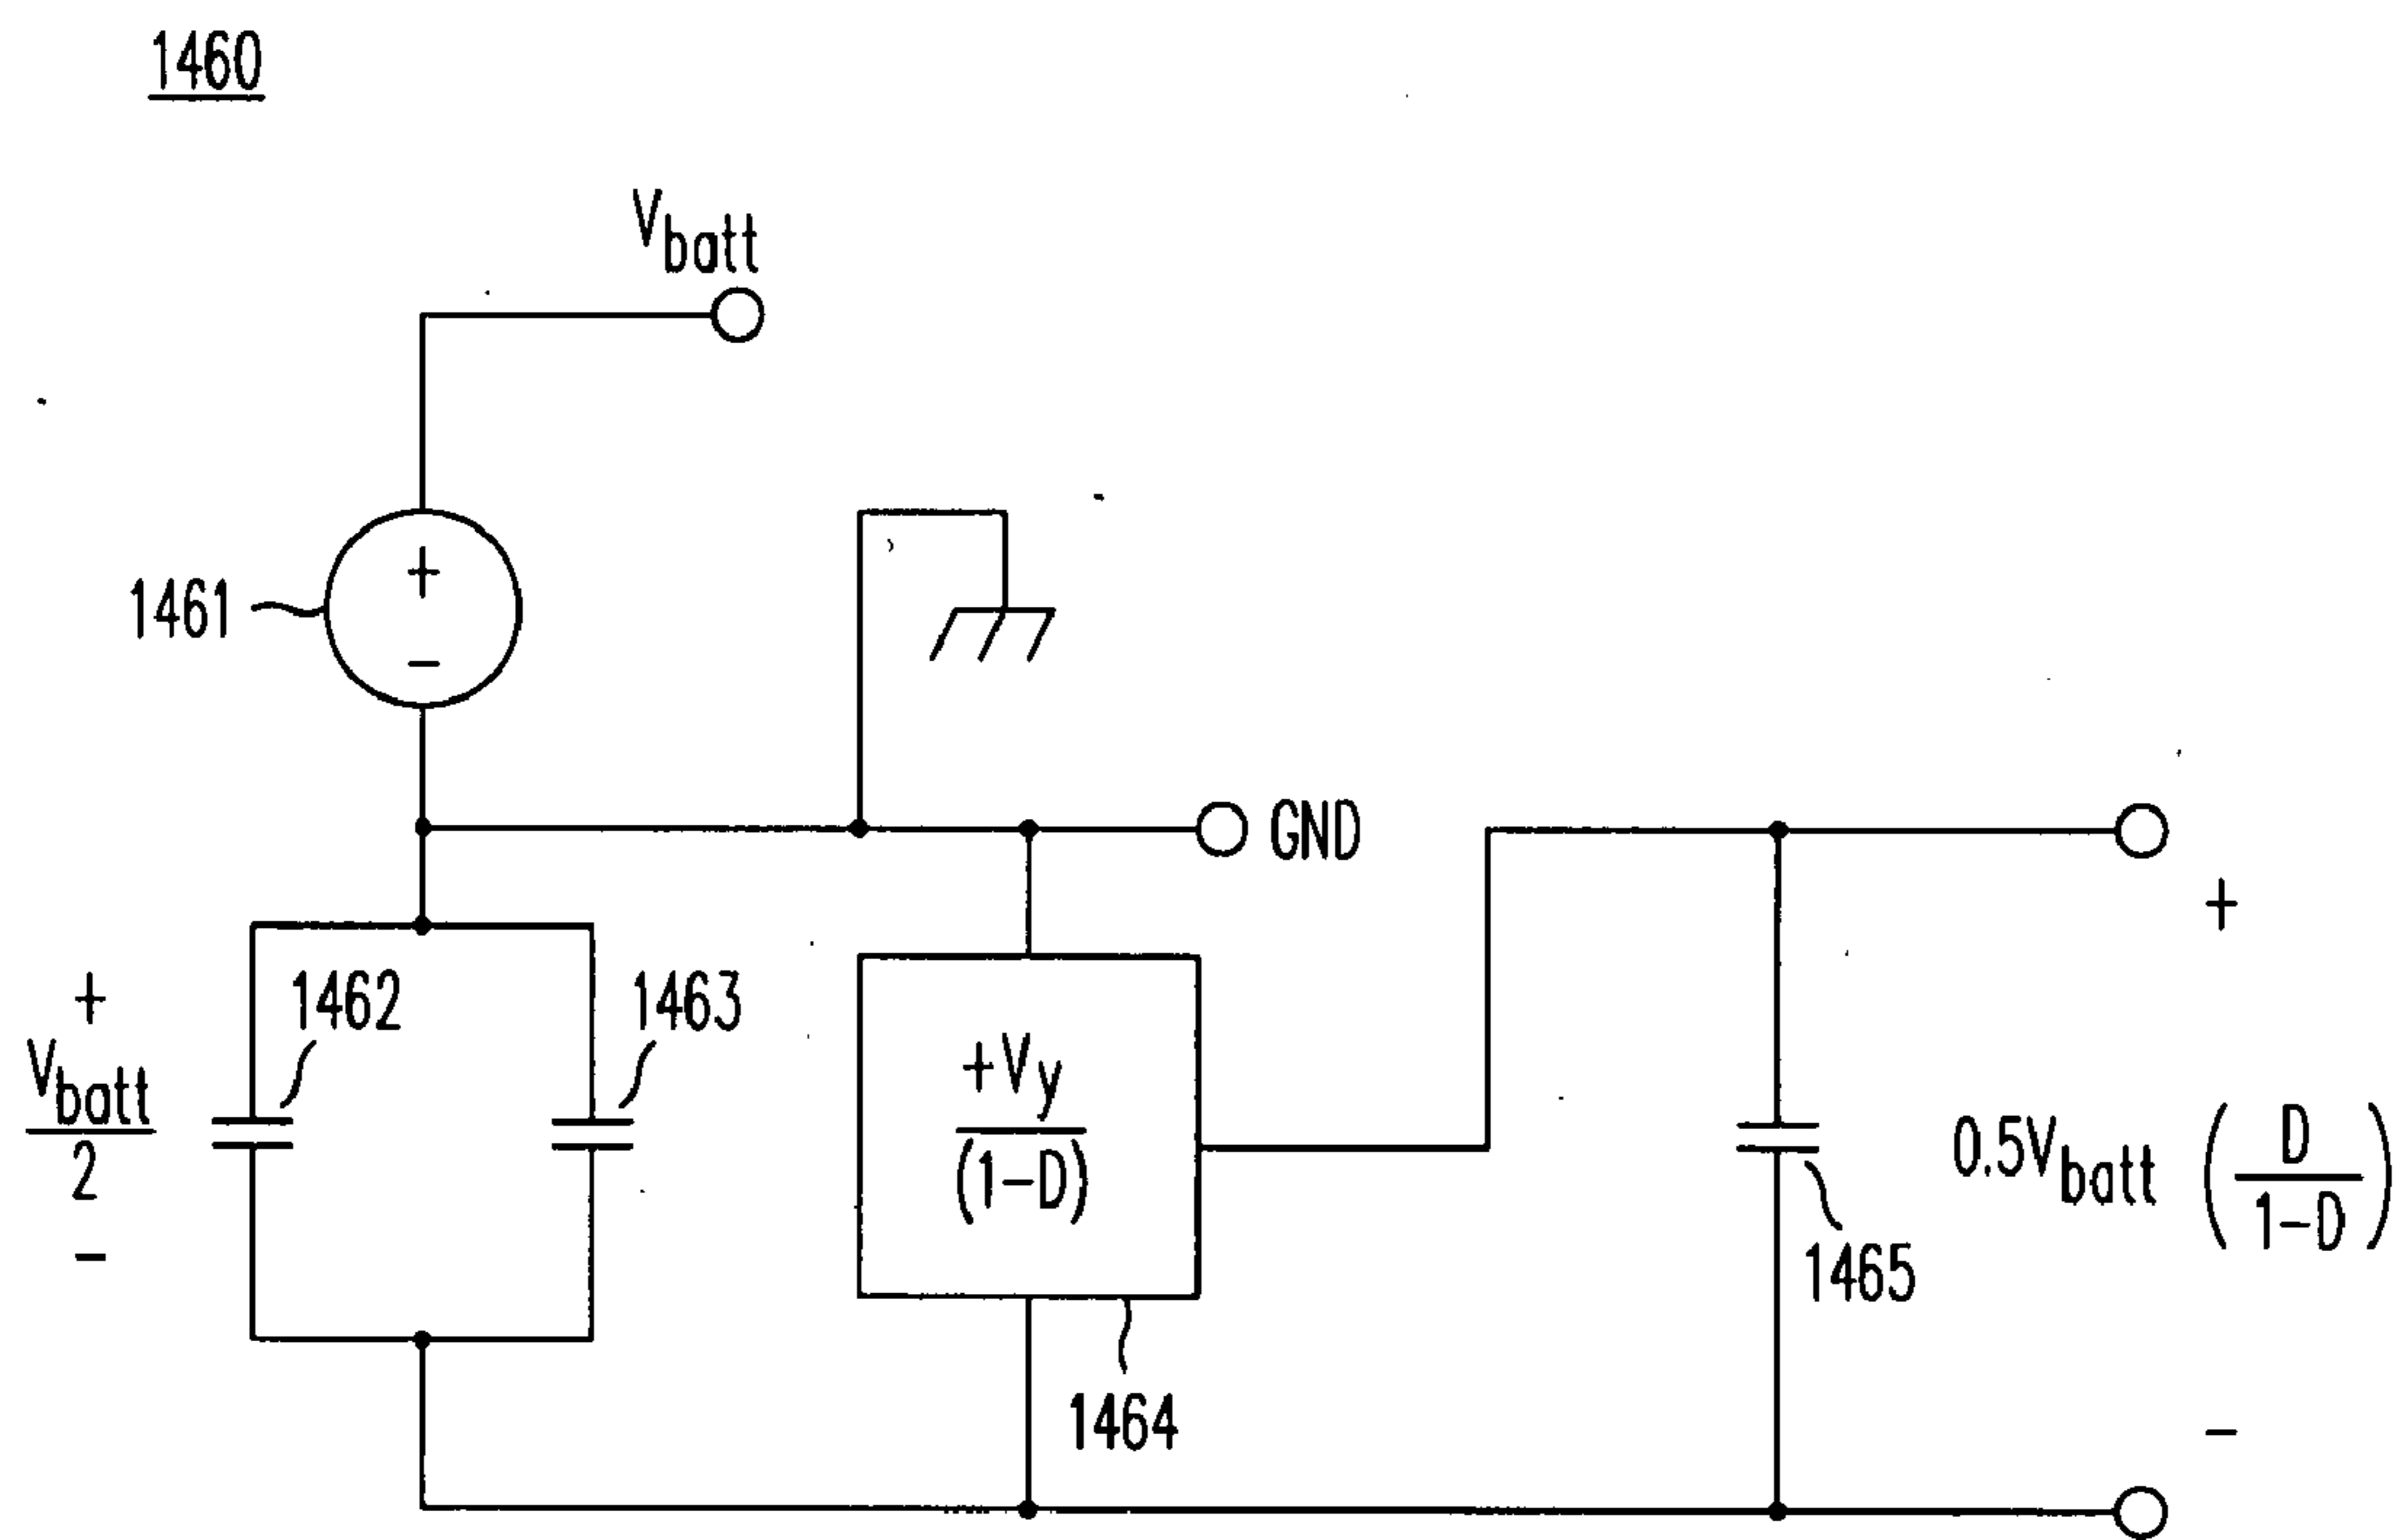 1460
Vbatt
+
-
1461
GND
+
Vbatt
2
-
1462
1463
+Vy
(1-D)
1464
+
0.5Vbatt (D
1-D)
-
1465